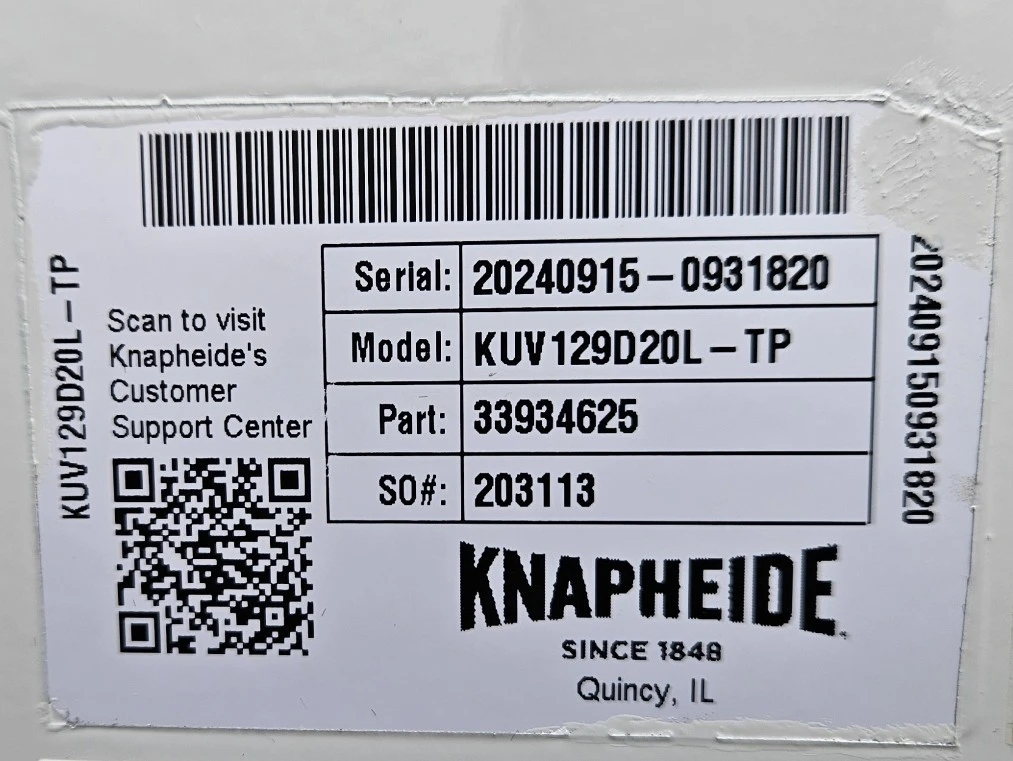 KUV129D20L-TP
Scan to visit
Knapheide's
Customer
Support Center
Serial: 20240915-0931820
Model: KUV129D20L-TP
Part: 33934625
SO#: 203113
KNAPHEIDE
SINCE 1848
Quincy, IL
202409150931820